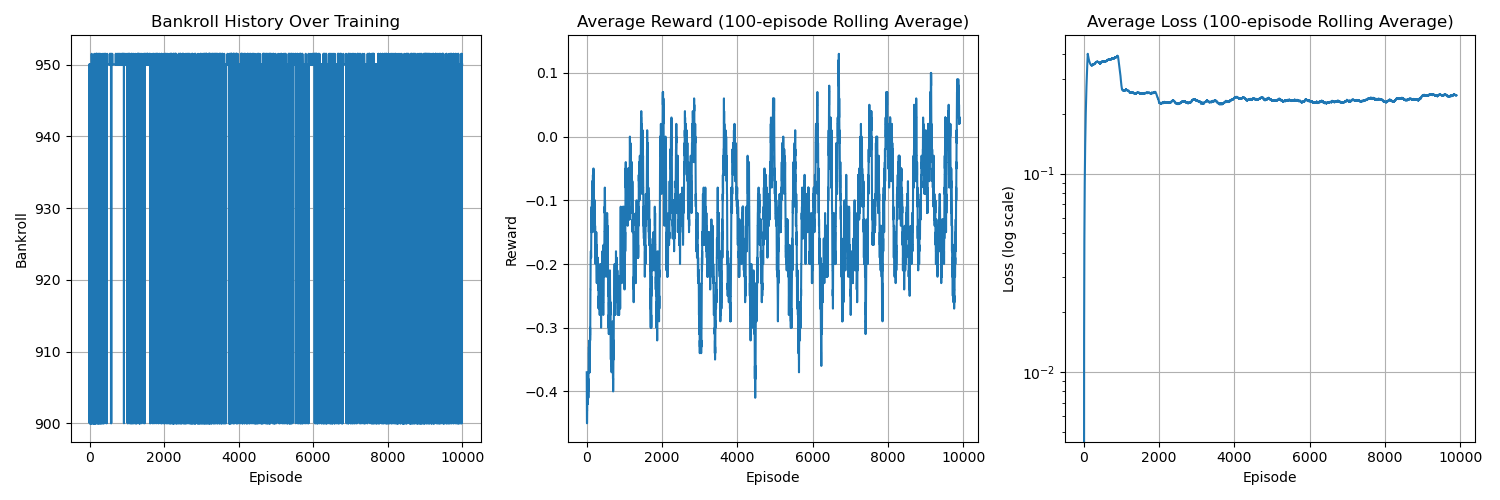 Bankroll History Over Training
Bankroll
950
940
930
920
910
900
0 2000 4000 6000 8000 10000
Episode
Average Reward (100-episode Rolling Average)
Reward
0.1
0.0
−0.1
−0.2
−0.3
−0.4
0 2000 4000 6000 8000 10000
Episode
Average Loss (100-episode Rolling Average)
Loss (log scale)
10⁻¹
10⁻²
0 2000 4000 6000 8000 10000
Episode